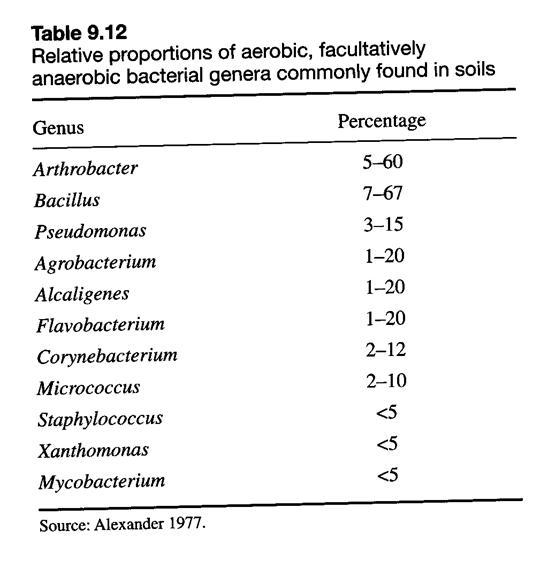 Table 9.12
Relative proportions of aerobic, facultatively
anaerobic bacterial genera commonly found in soils
Genus Percentage
Arthrobacter 5–60
Bacillus 7–67
Pseudomonas 3–15
Agrobacterium 1–20
Alcaligenes 1–20
Flavobacterium 1–20
Corynebacterium 2–12
Micrococcus 2–10
Staphylococcus <5
Xanthomonas <5
Mycobacterium <5
Source: Alexander 1977.